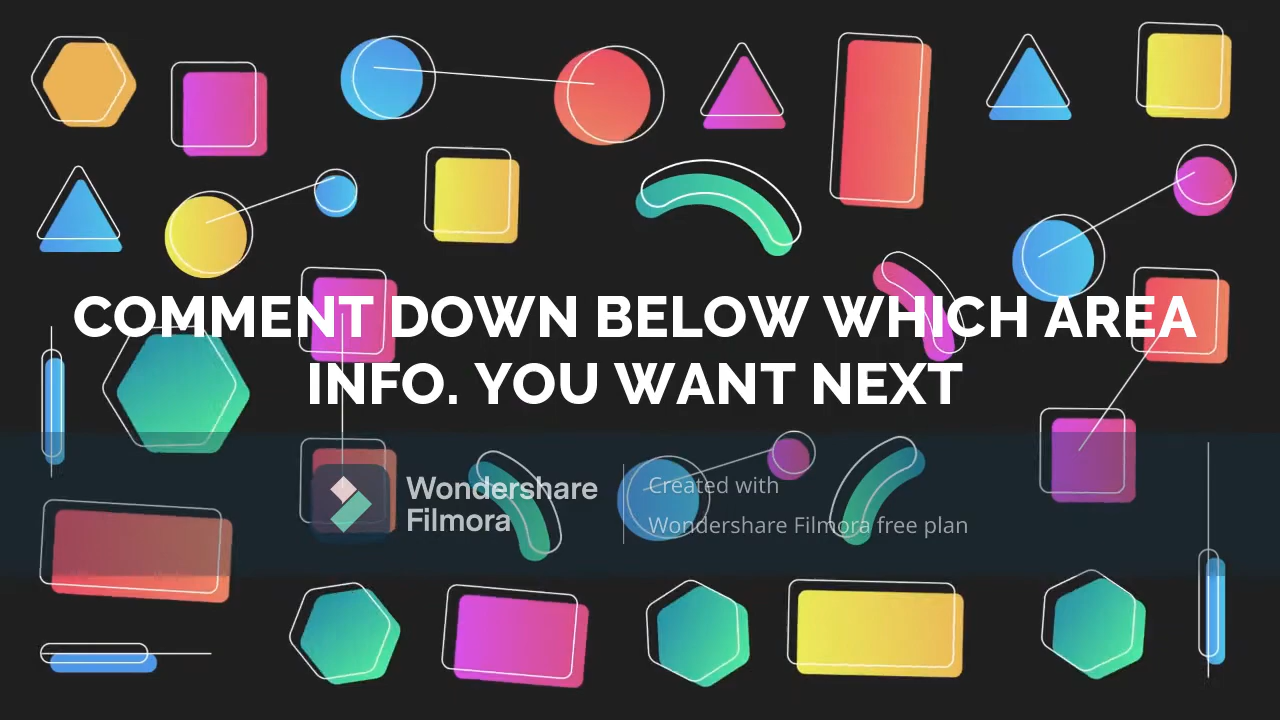 COMMENT DOWN BELOW WHICH AREA
INFO. YOU WANT NEXT
Wondershare
Filmora
Created with
Wondershare Filmora free plan